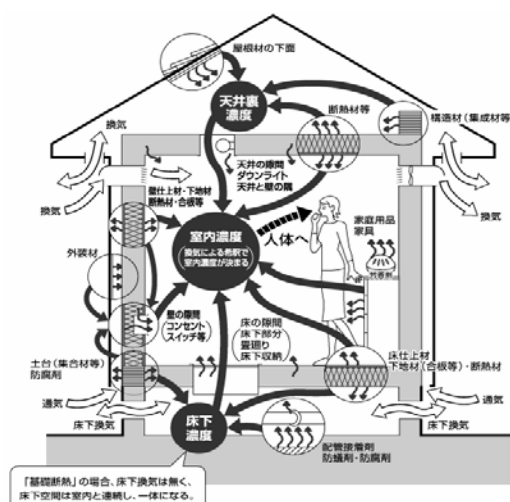 屋根材の下面
天井裏
濃度
断熱材等
構造材(集成材等)
換気
換気
天井の隙間
ダウンライト
天井と壁の隅
壁仕上材・下地材
断熱材・合板等
換気
換気
外装材
室内濃度
換気による希釈で
室内濃度が決まる
人体へ
家庭用品
家具
芳香剤
壁の隙間
コンセント
スイッチ等
床の隙間
床下部分
畳廻り
床下収納
土台(集合材等)
防腐剤
床仕上材
下地材(合板等)・断熱材
通気
通気
床下換気
床下換気
床下
濃度
配管接着剤
防蟻剤・防腐剤
「基礎断熱」の場合、床下換気は無く、
床下空間は室内と連続し、一体になる。